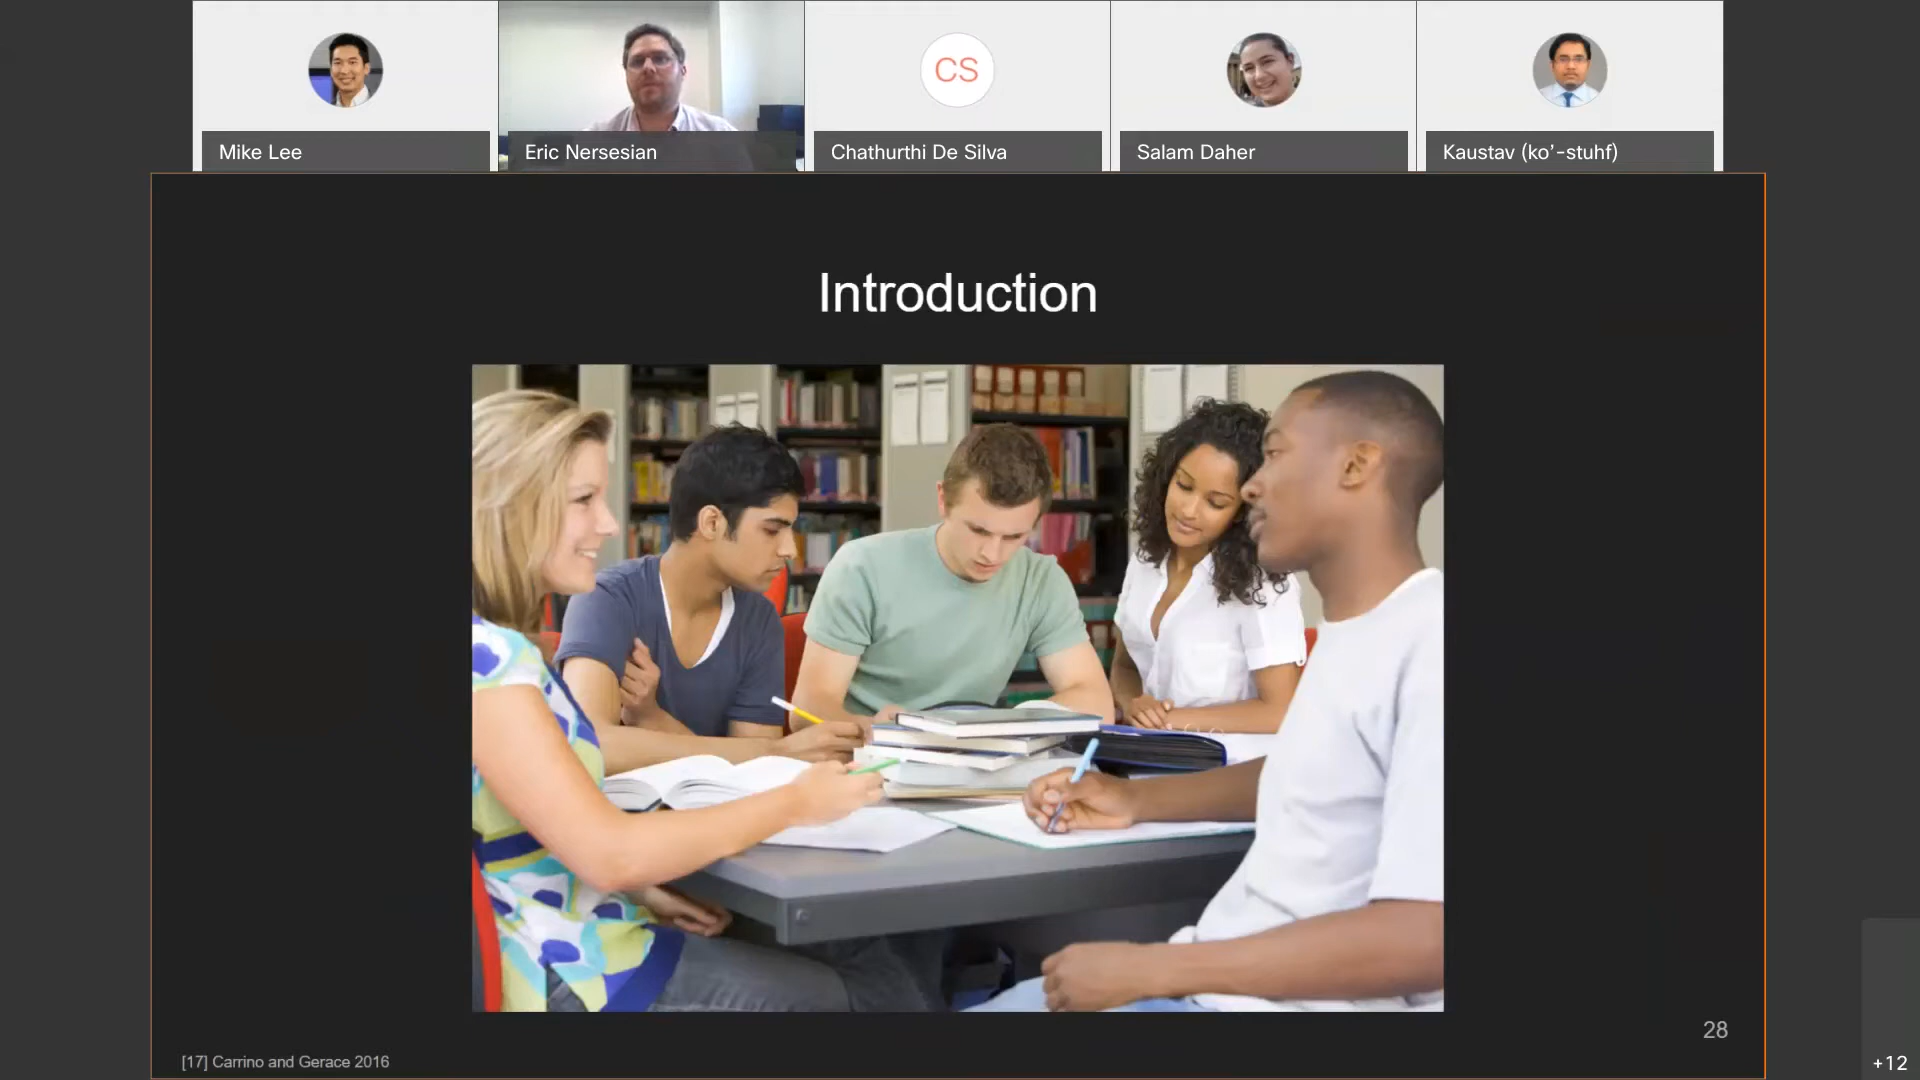 Mike Lee
Eric Nersesian
CS
Chathurthi De Silva
Salam Daher
Kaustav (ko’-stuhf)
Introduction
28
[17] Carrino and Gerace 2016
+12